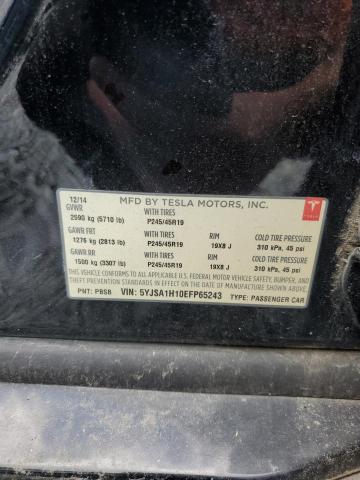 12/14
MFD BY TESLA MOTORS, INC.
GVWR WITH TIRES
2590 kg (5710 lb) P245/45R19
TESLA
GAWR FRT WITH TIRES RIM COLD TIRE PRESSURE
1276 kg (2813 lb) P245/45R19 19X8 J 310 kPa, 45 psi
GAWR RR WITH TIRES RIM COLD TIRE PRESSURE
1500 kg (3307 lb) P245/45R19 19X8 J 310 kPa, 45 psi
THIS VEHICLE CONFORMS TO ALL APPLICABLE U.S. FEDERAL MOTOR VEHICLE SAFETY, BUMPER, AND
THEFT PREVENTION STANDARDS IN EFFECT ON THE DATE OF MANUFACTURE SHOWN ABOVE.
PNT: PBSB VIN: 5YJSA1H10EFP65243 TYPE: PASSENGER CAR